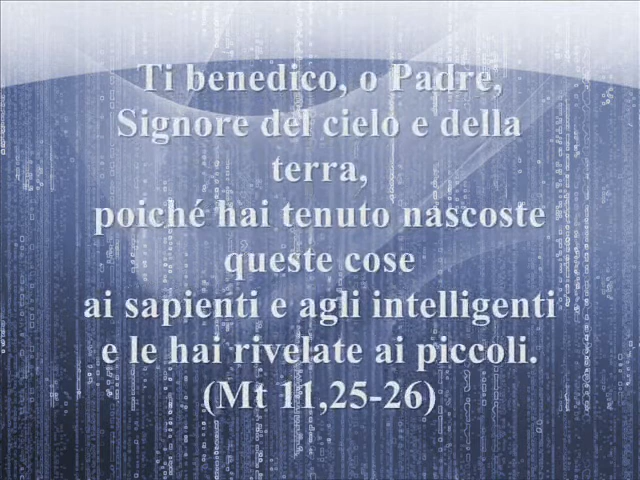 Ti benedico, o Padre,
Signore del cielo e della
terra,
poiché hai tenuto nascoste
queste cose
ai sapienti e agli intelligenti
e le hai rivelate ai piccoli.
(Mt 11,25-26)